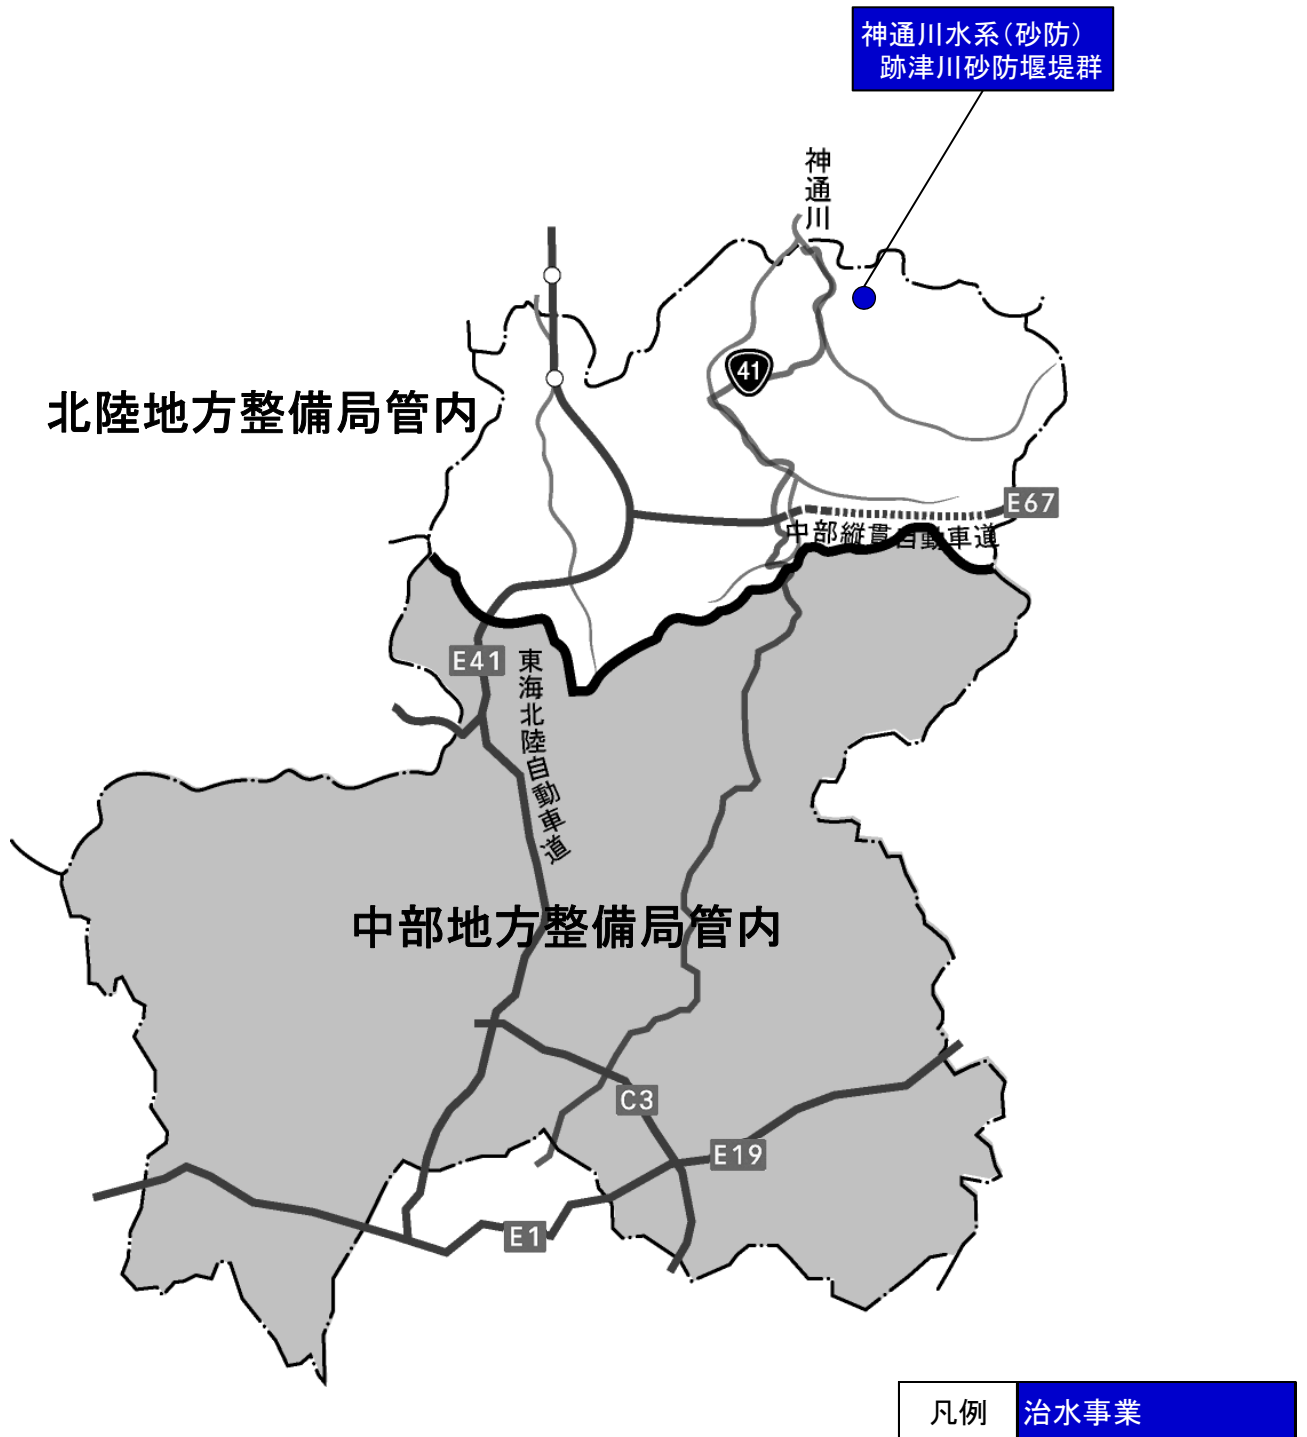 神通川水系（砂防）
跡津川砂防堰堤群
神通川
41
北陸地方整備局管内
E67
中部縦貫自動車道
E41
東海北陸自動車道
中部地方整備局管内
C3
E19
E1
凡例
治水事業